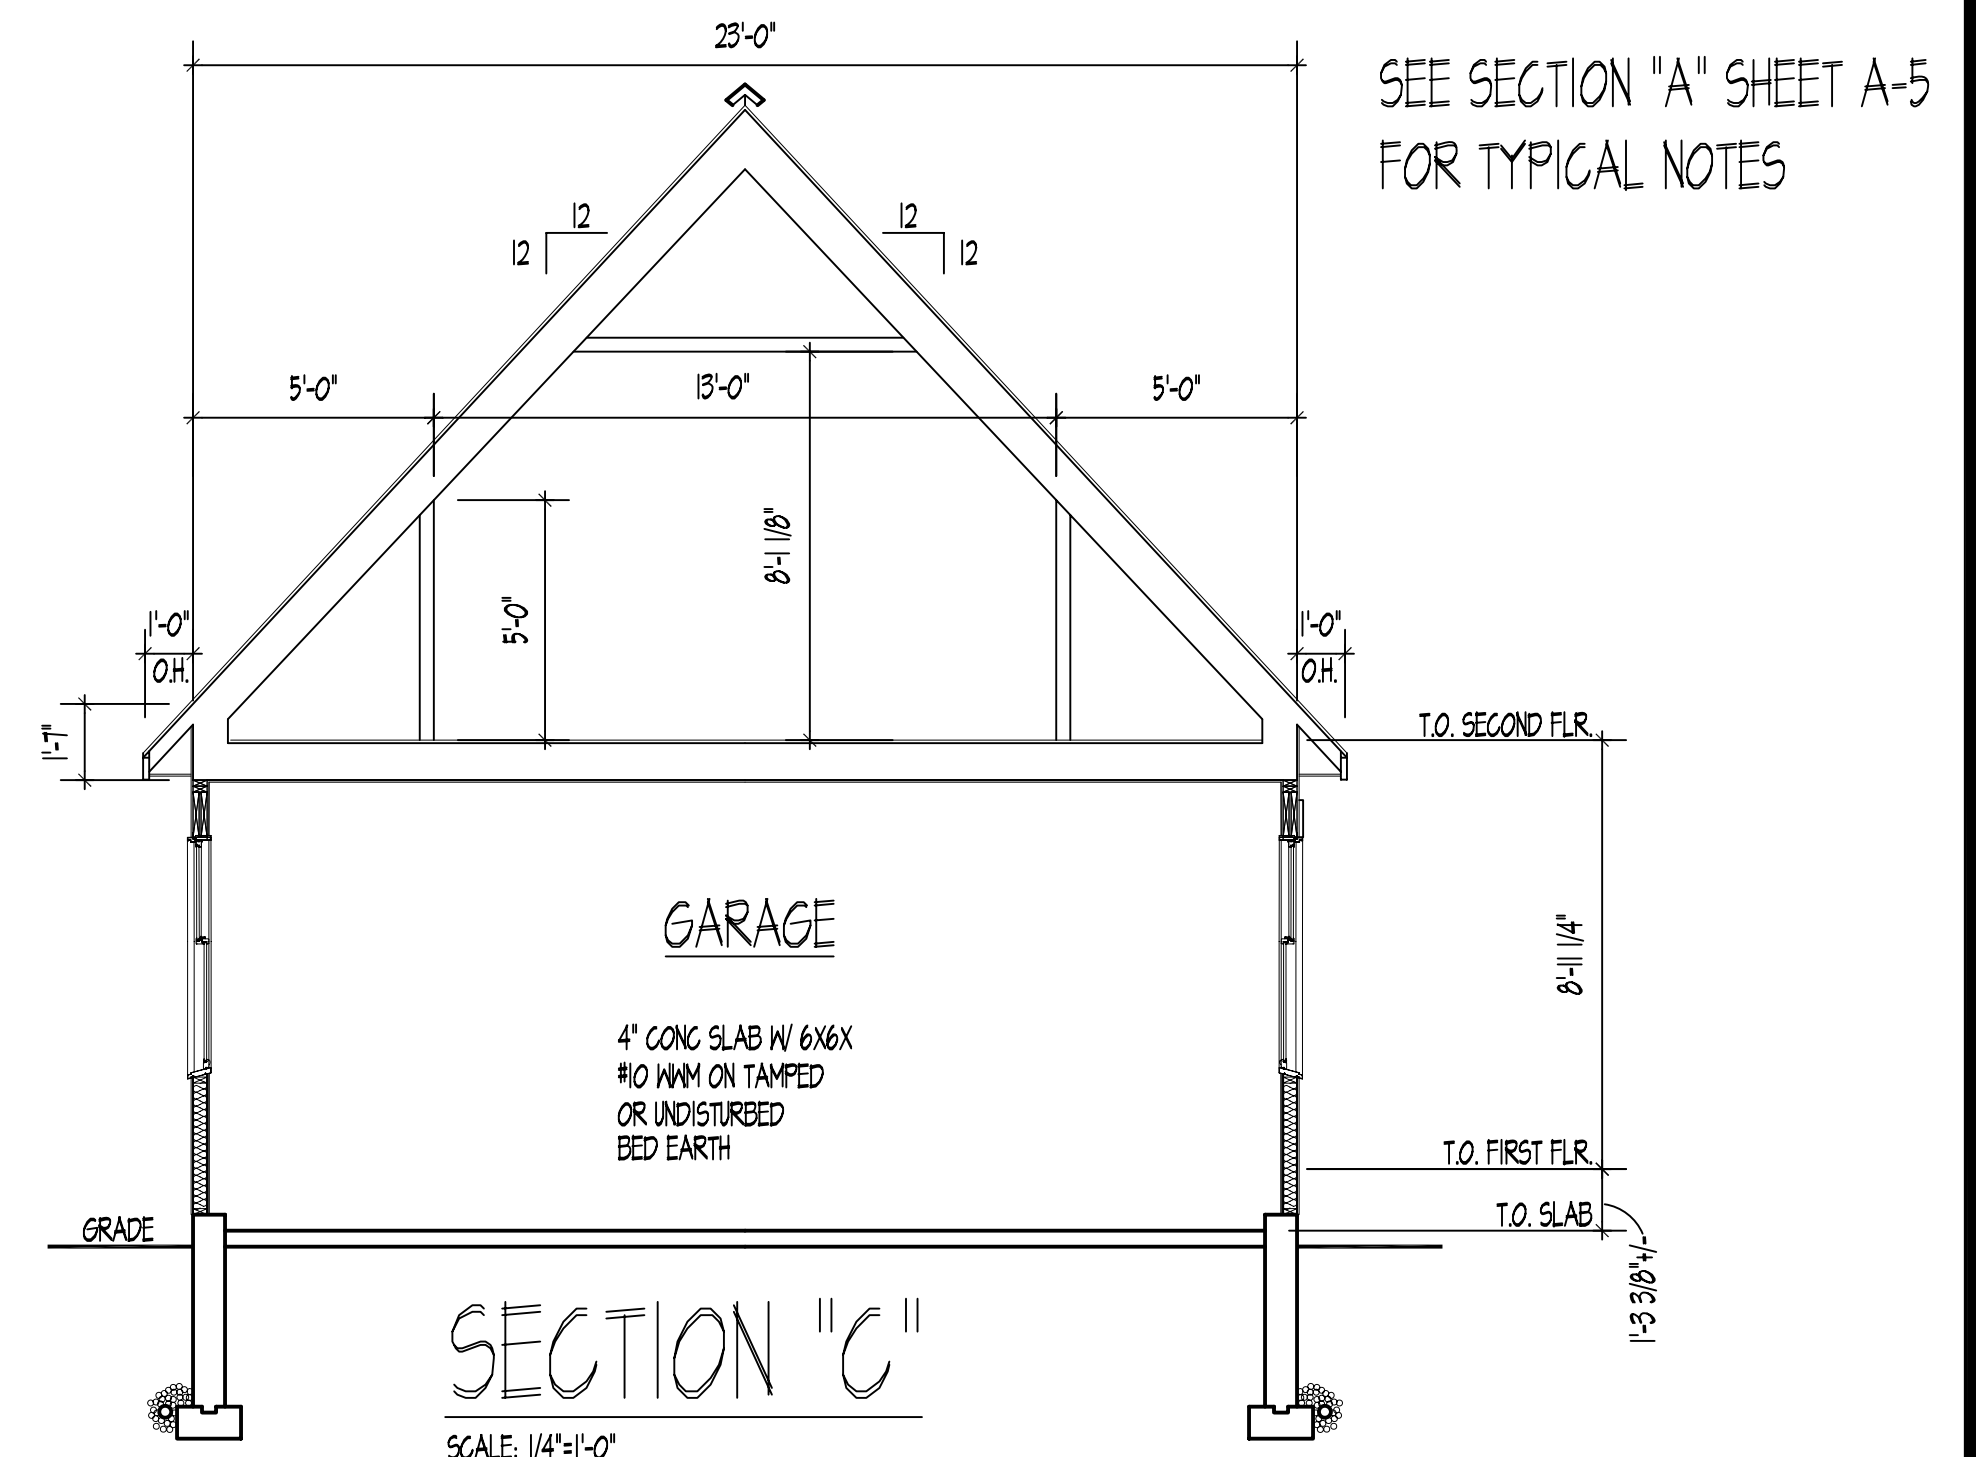 23'-0"
SEE SECTION "A" SHEET A-5
FOR TYPICAL NOTES
12
12
12
12
5'-0"
13'-0"
5'-0"
8'-1 1/8"
5'-0"
1'-0"
O.H.
1'-0"
O.H.
1'-7"
T.O. SECOND FLR.
GARAGE
8'-11 1/4"
4" CONC SLAB W/ 6X6X
#10 WWM ON TAMPED
OR UNDISTURBED
BED EARTH
T.O. FIRST FLR.
T.O. SLAB
GRADE
1'-3 3/8"+/-
SECTION "C"
SCALE: 1/4"=1'-0"